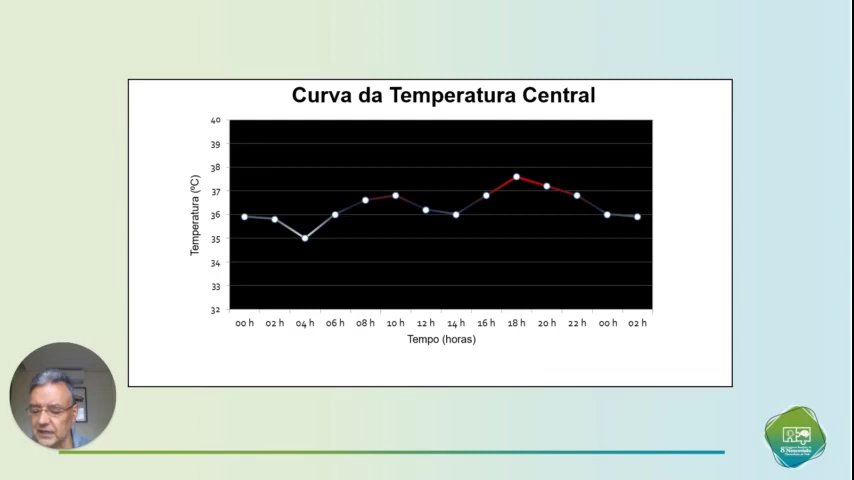 Curva da Temperatura Central
40
39
38
37
36
35
34
33
32
Temperatura (ºC)
00 h 02 h 04 h 06 h 08 h 10 h 12 h 14 h 16 h 18 h 20 h 22 h 00 h 02 h
Tempo (horas)